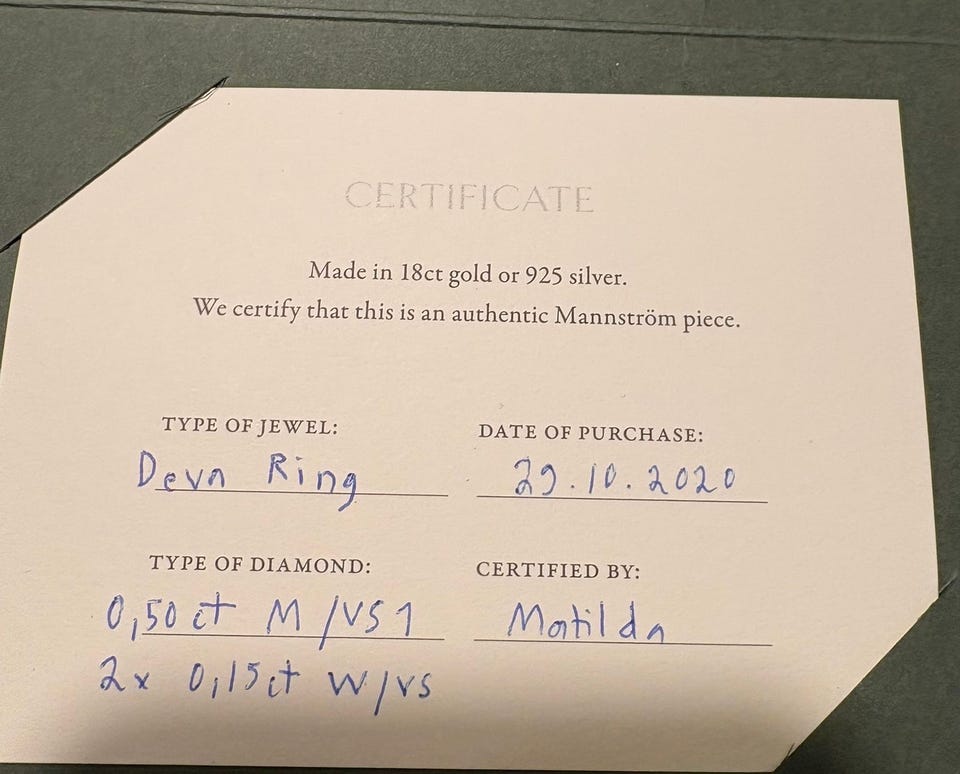 CERTIFICATE
Made in 18ct gold or 925 silver.
We certify that this is an authentic Mannström piece.
TYPE OF JEWEL:
Deva Ring
DATE OF PURCHASE:
29.10.2020
TYPE OF DIAMOND:
0,50 ct M/VS1
2x 0,15ct W/VS
CERTIFIED BY:
Matilda